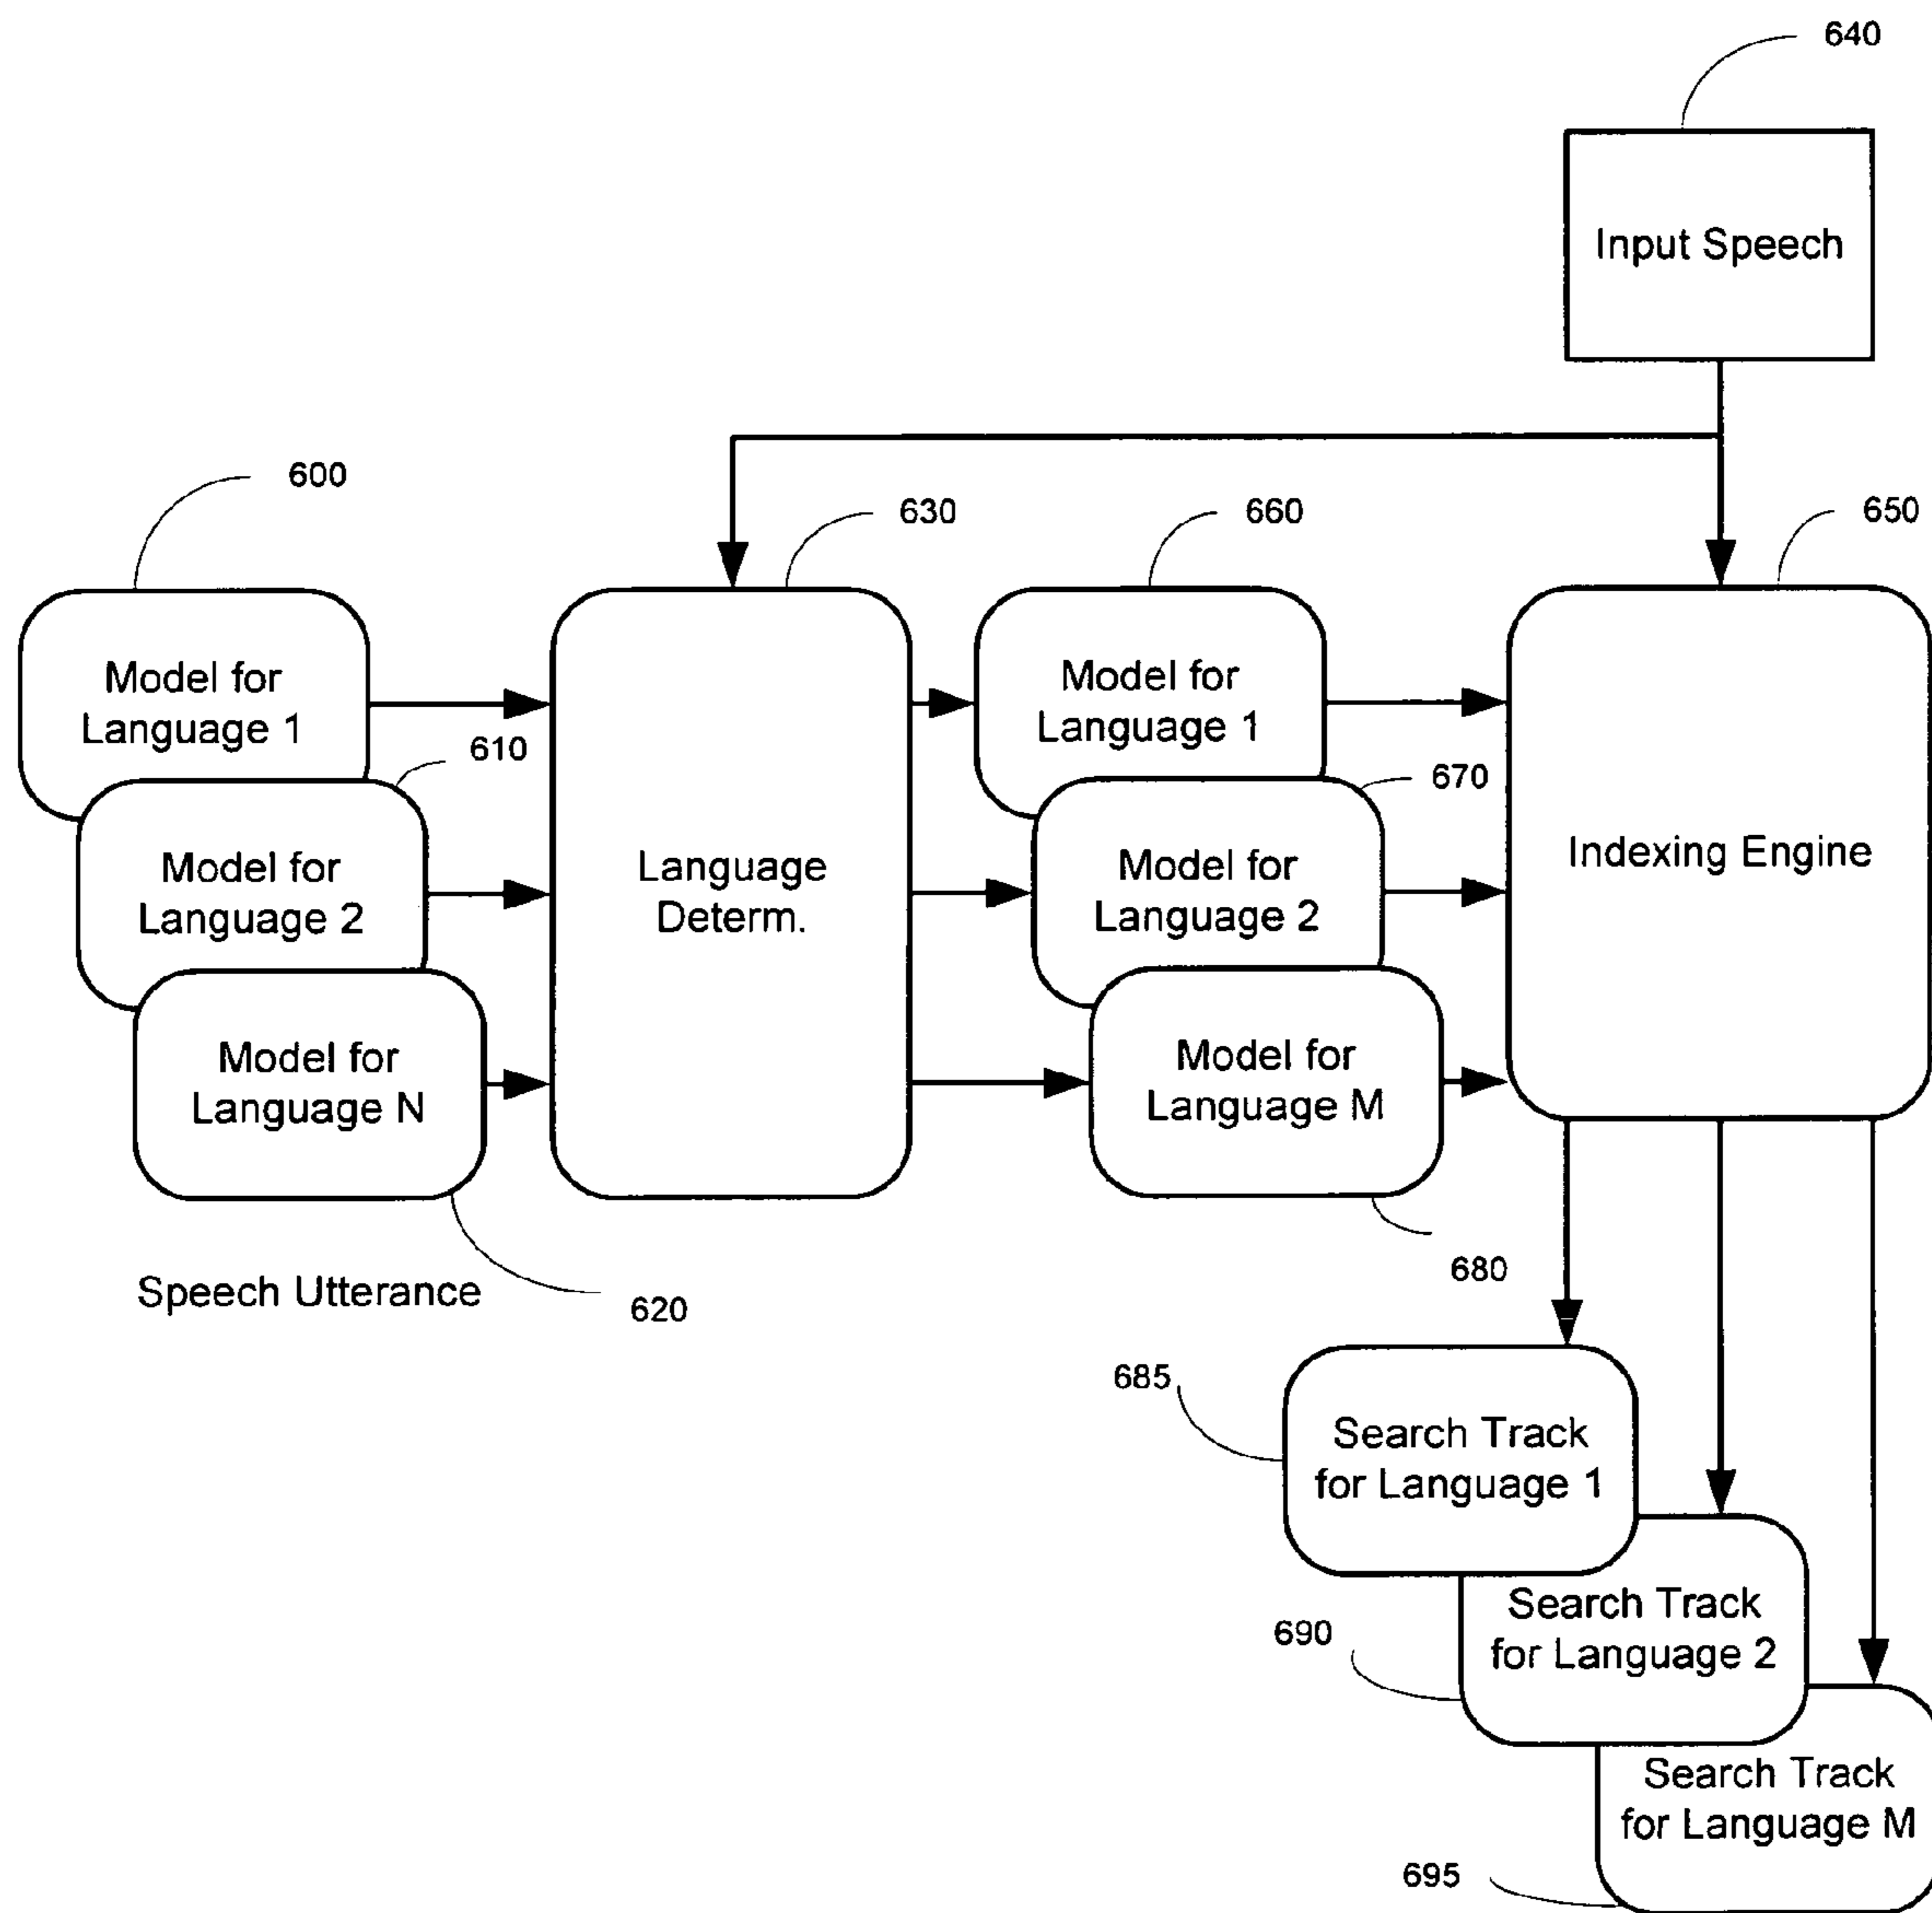 640
Input Speech
600
630
660
650
Model for
Language 1
610
Model for
Language 2
Model for
Language N
Language
Determ.
Model for
Language 1
670
Model for
Language 2
Model for
Language M
Indexing Engine
680
Speech Utterance
620
685
Search Track
for Language 1
690
Search Track
for Language 2
695
Search Track
for Language M